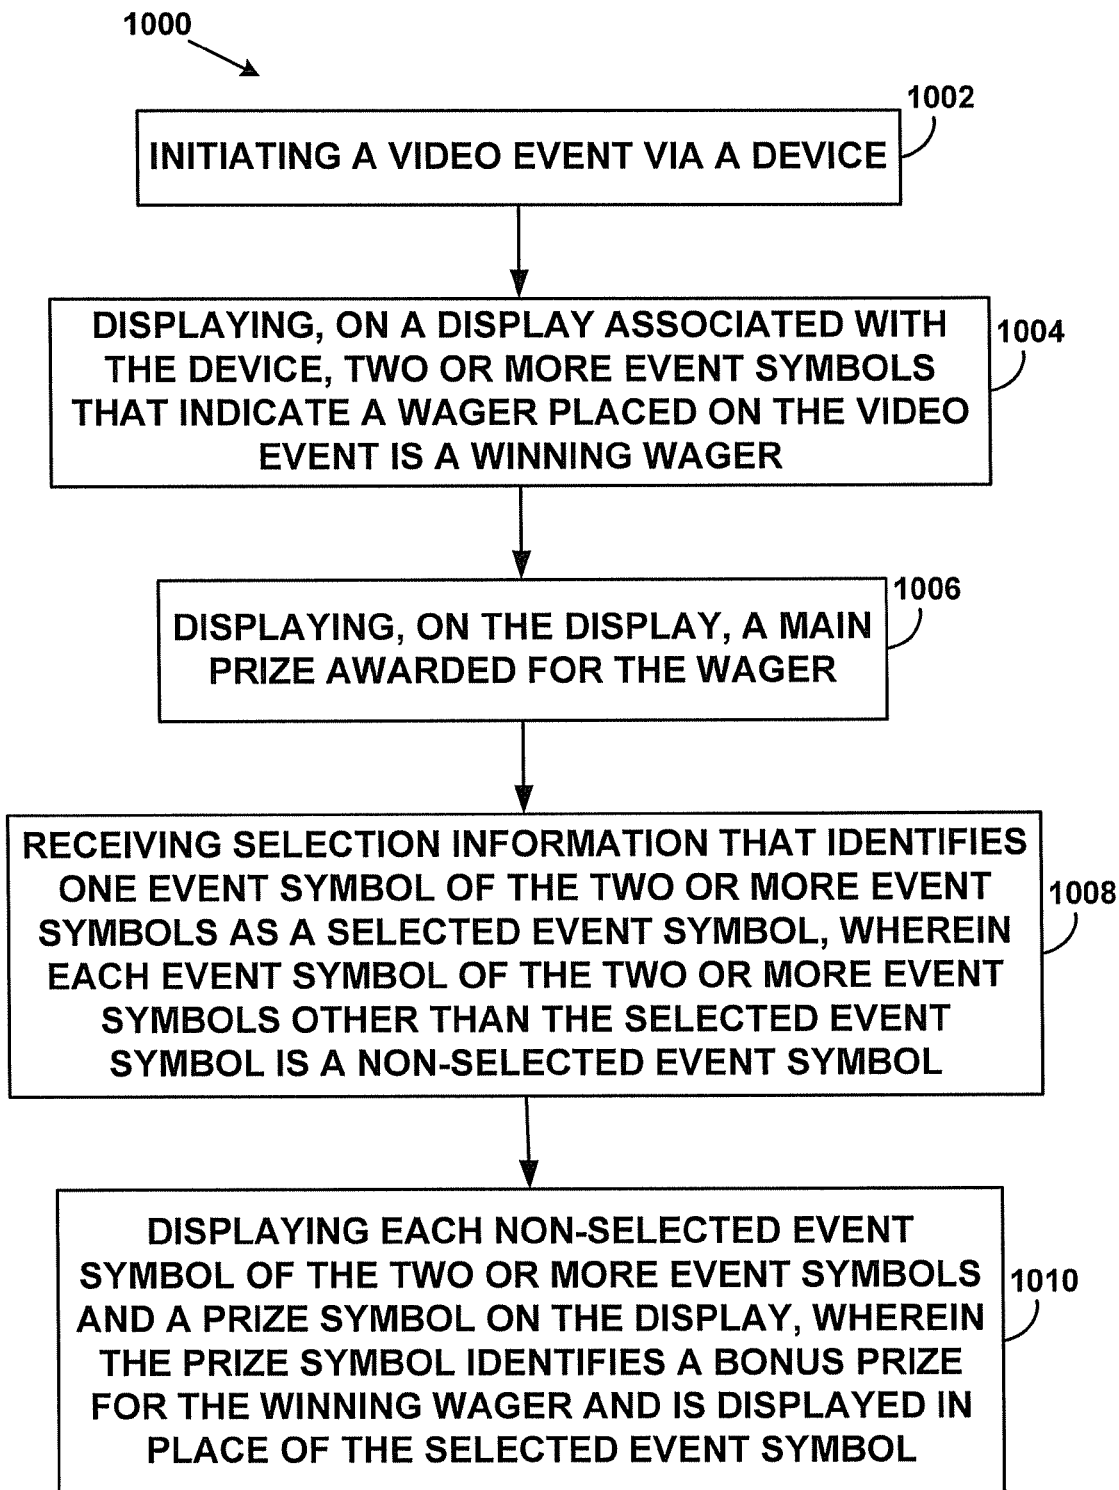 1000
1002
INITIATING A VIDEO EVENT VIA A DEVICE
DISPLAYING, ON A DISPLAY ASSOCIATED WITH
THE DEVICE, TWO OR MORE EVENT SYMBOLS
THAT INDICATE A WAGER PLACED ON THE VIDEO
EVENT IS A WINNING WAGER
1004
DISPLAYING, ON THE DISPLAY, A MAIN
PRIZE AWARDED FOR THE WAGER
1006
RECEIVING SELECTION INFORMATION THAT IDENTIFIES
ONE EVENT SYMBOL OF THE TWO OR MORE EVENT
SYMBOLS AS A SELECTED EVENT SYMBOL, WHEREIN
EACH EVENT SYMBOL OF THE TWO OR MORE EVENT
SYMBOLS OTHER THAN THE SELECTED EVENT
SYMBOL IS A NON-SELECTED EVENT SYMBOL
1008
DISPLAYING EACH NON-SELECTED EVENT
SYMBOL OF THE TWO OR MORE EVENT SYMBOLS
AND A PRIZE SYMBOL ON THE DISPLAY, WHEREIN
THE PRIZE SYMBOL IDENTIFIES A BONUS PRIZE
FOR THE WINNING WAGER AND IS DISPLAYED IN
PLACE OF THE SELECTED EVENT SYMBOL
1010